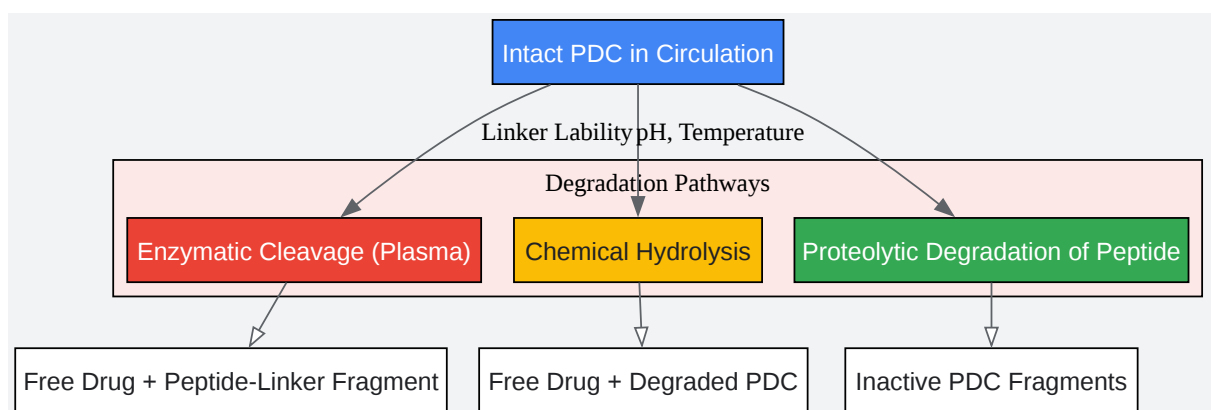 Intact PDC in Circulation
Linker Lability
pH, Temperature
Degradation Pathways
Enzymatic Cleavage (Plasma)
Chemical Hydrolysis
Proteolytic Degradation of Peptide
Free Drug + Peptide-Linker Fragment
Free Drug + Degraded PDC
Inactive PDC Fragments